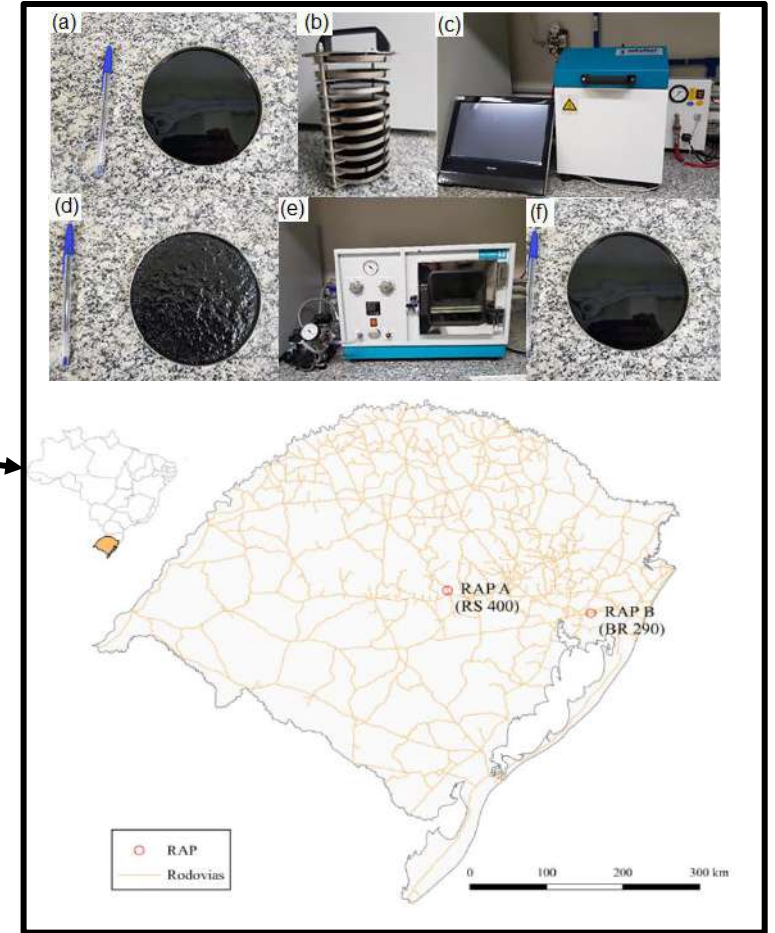 (a)
(b)
(c)
(d)
(e)
(f)
RAP A
(RS 400)
RAP B
(BR 290)
RAP
Rodovias
0 100 200 300 km